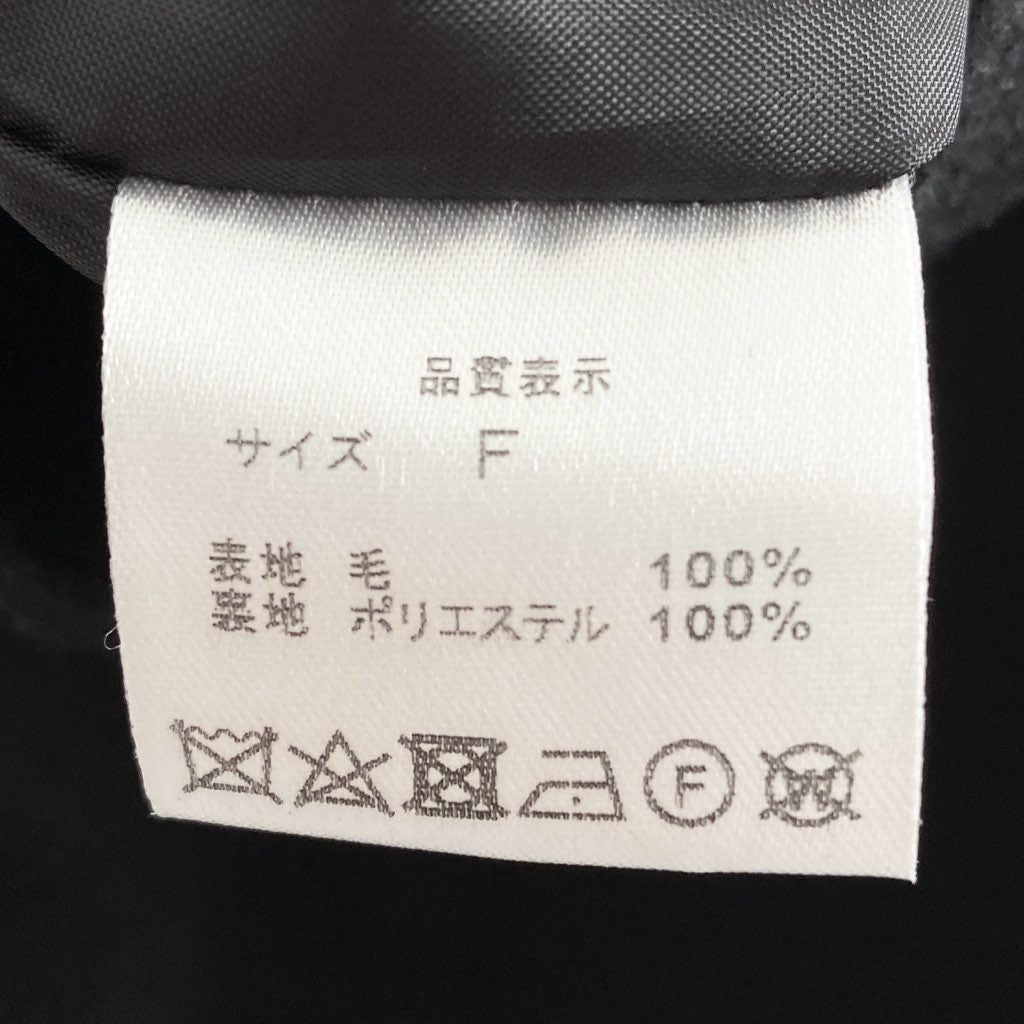 品質表示
サイズ F
表地 毛 100%
裏地 ポリエステル 100%
F
W